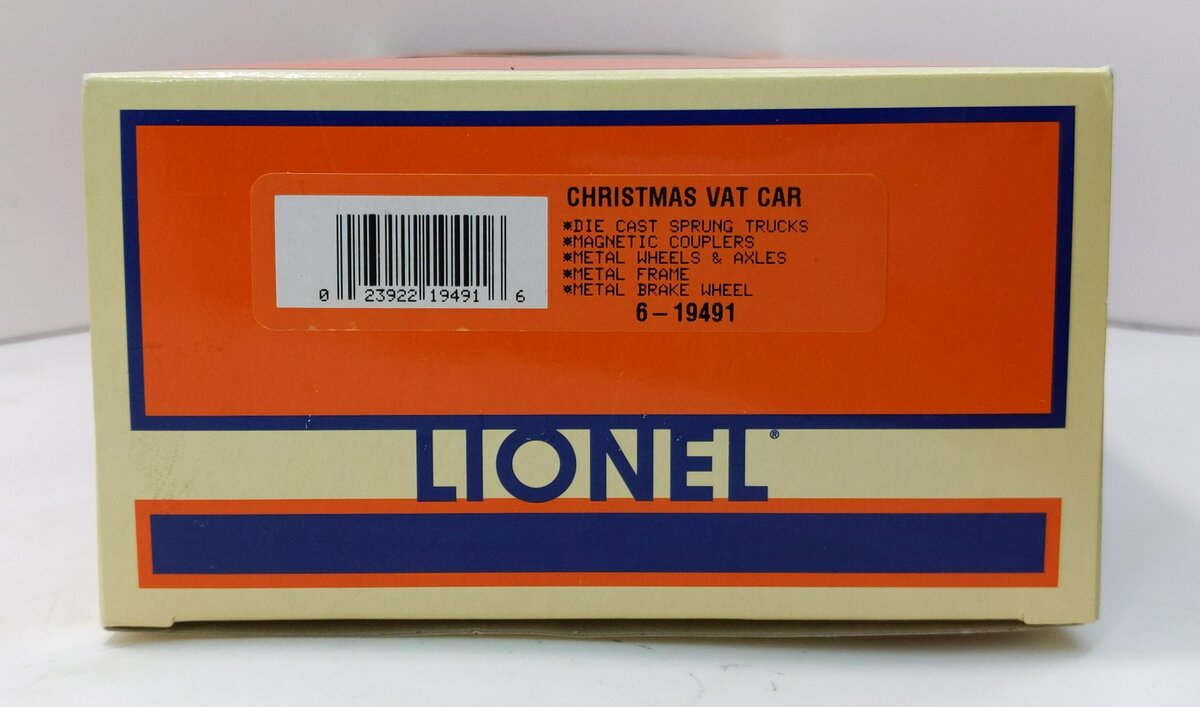 CHRISTMAS VAT CAR
*DIE CAST SPRUNG TRUCKS
*MAGNETIC COUPLERS
*METAL WHEELS & AXLES
*METAL FRAME
*METAL BRAKE WHEEL
6-19491
0 23922 19491 6
LIONEL®